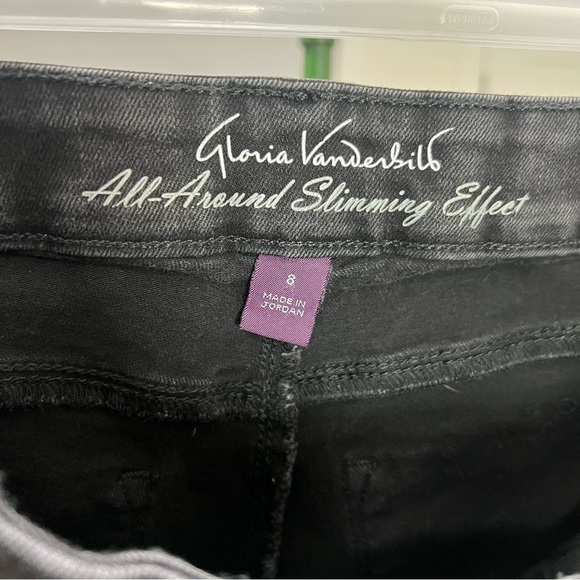 Gloria Vanderbilt
All-Around Slimming Effect
8
MADE IN
JORDAN